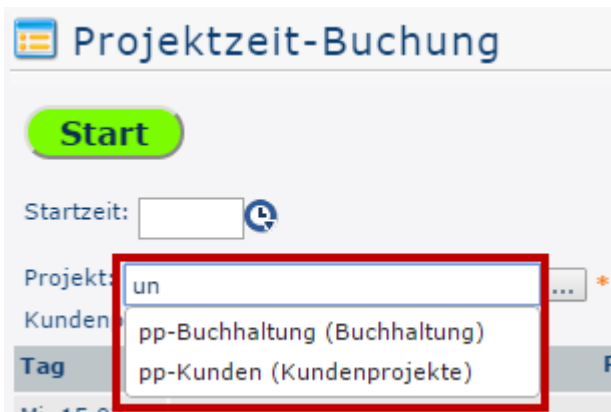 Projektzeit-Buchung
Start
Startzeit:
Projekt: un ... *
pp-Buchhaltung (Buchhaltung)
pp-Kunden (Kundenprojekte)
Tag